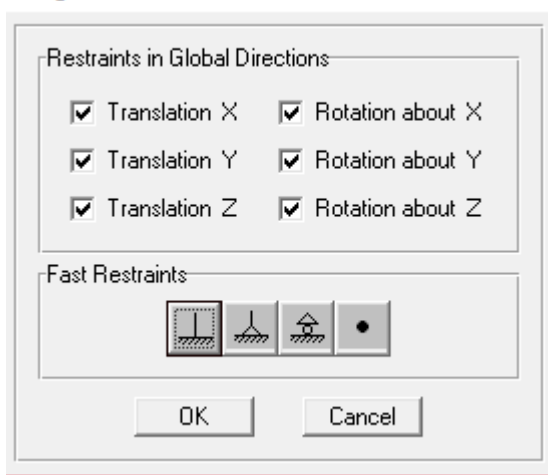 Restraints in Global Directions
Translation X Rotation about X
Translation Y Rotation about Y
Translation Z Rotation about Z
Fast Restraints
OK Cancel